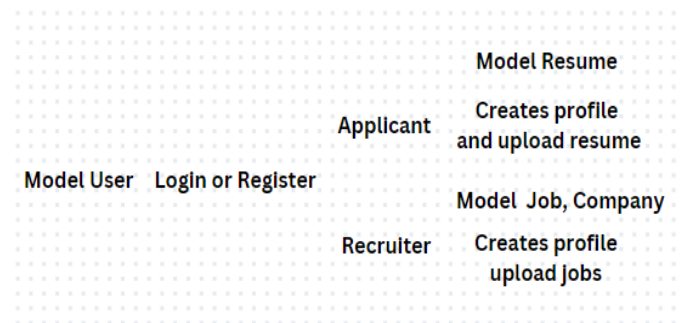 Model Resume
Applicant
Creates profile
and upload resume
Model User
Login or Register
Model Job, Company
Recruiter
Creates profile
upload jobs